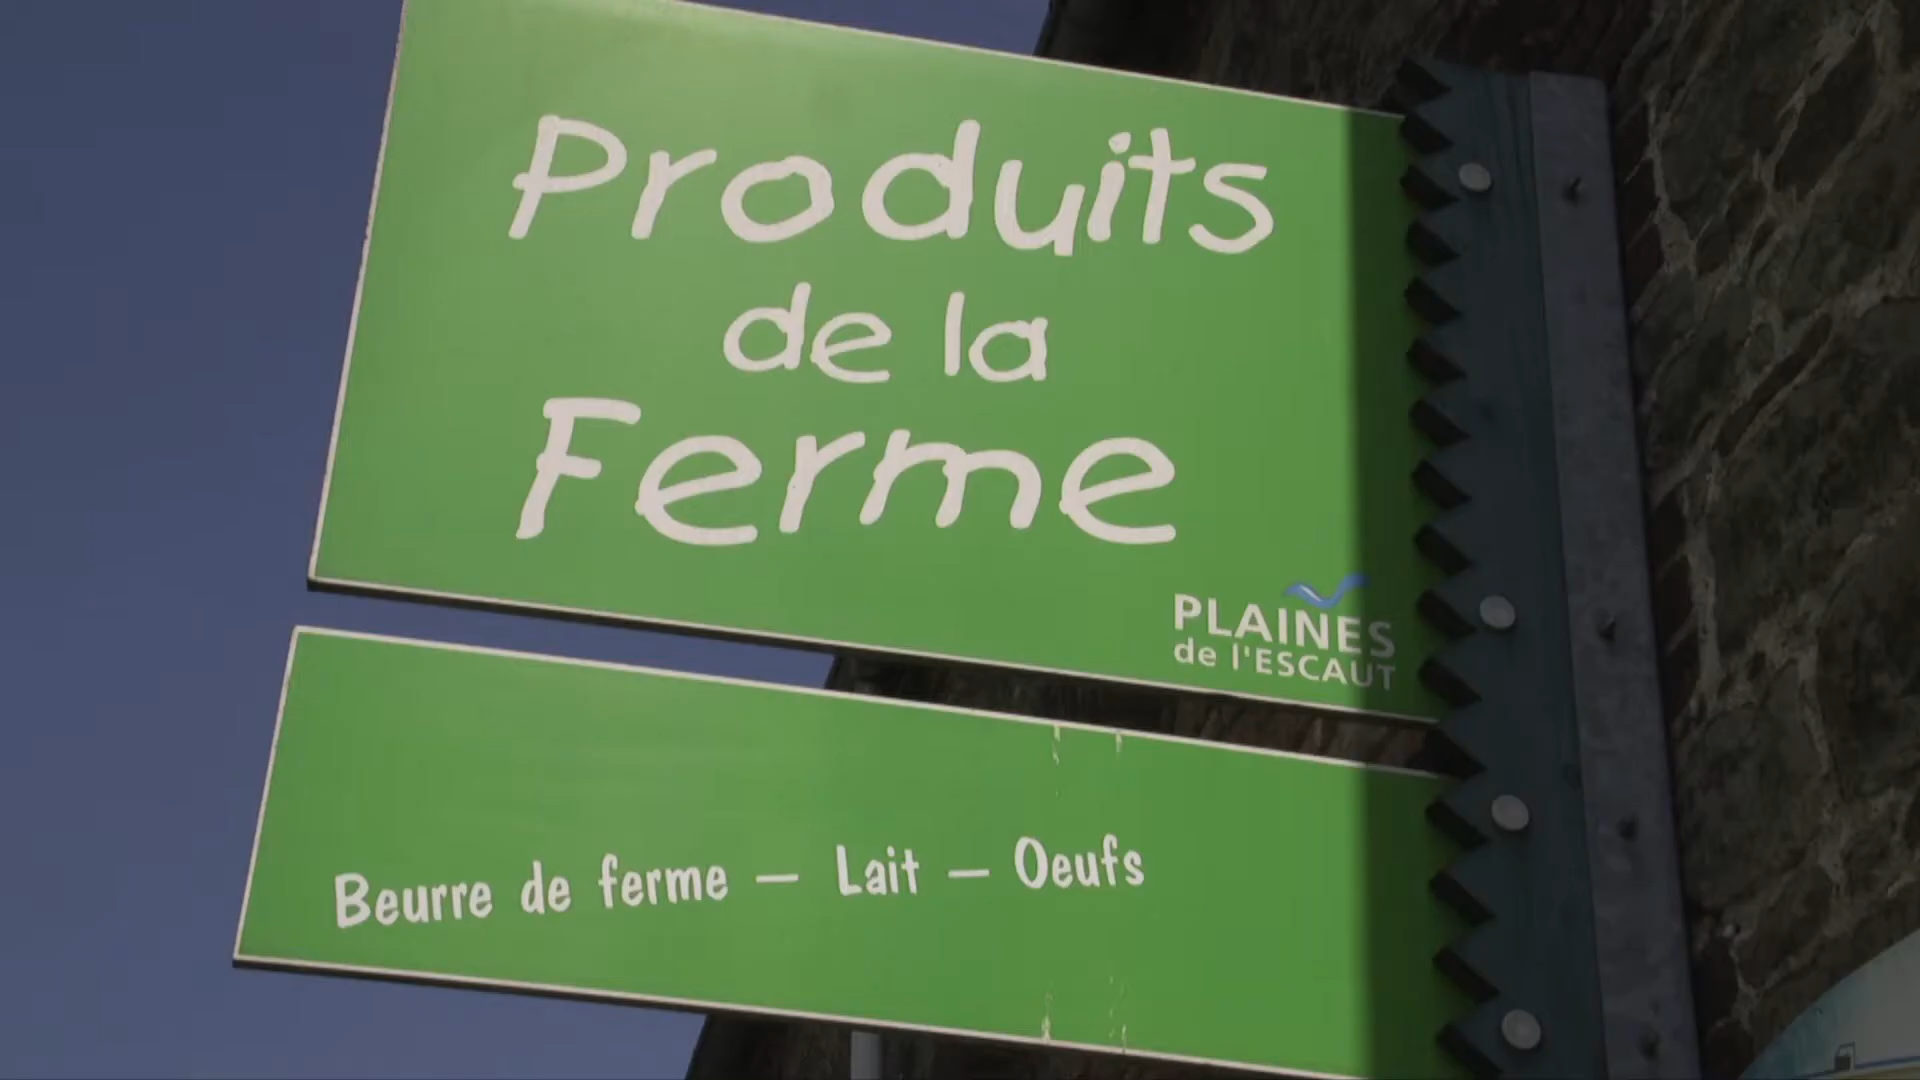 Produits
de la
Ferme
PLAINES
de l'ESCAUT
Beurre de ferme — Lait — Oeufs